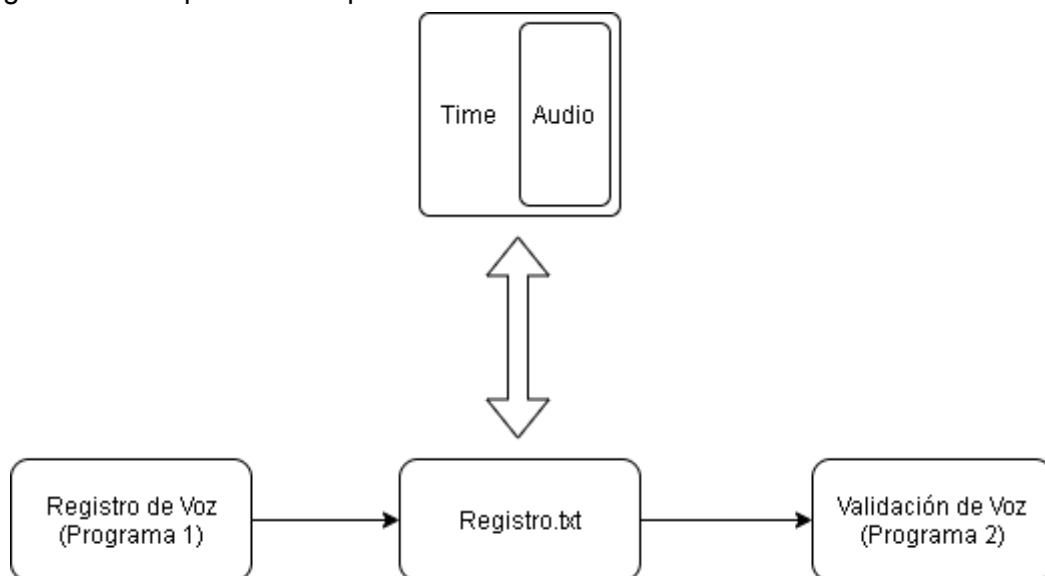 Time
Audio
Registro de Voz
(Programa 1)
Registro.txt
Validación de Voz
(Programa 2)